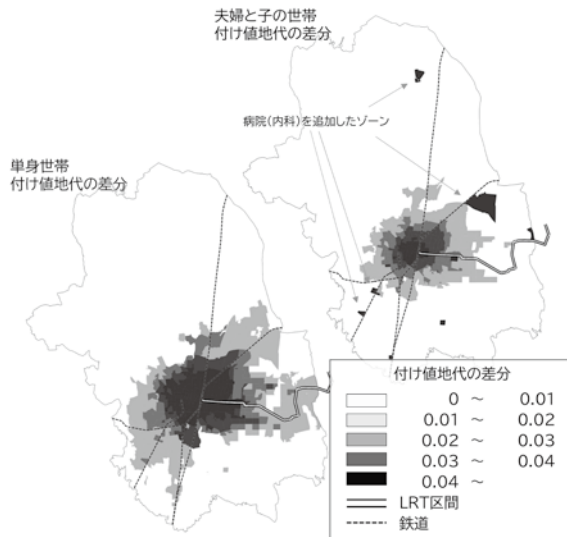 夫婦と子の世帯
付け値地代の差分
病院(内科)を追加したゾーン
単身世帯
付け値地代の差分
付け値地代の差分
0 ～ 0.01
0.01 ～ 0.02
0.02 ～ 0.03
0.03 ～ 0.04
0.04 ～
LRT区間
鉄道